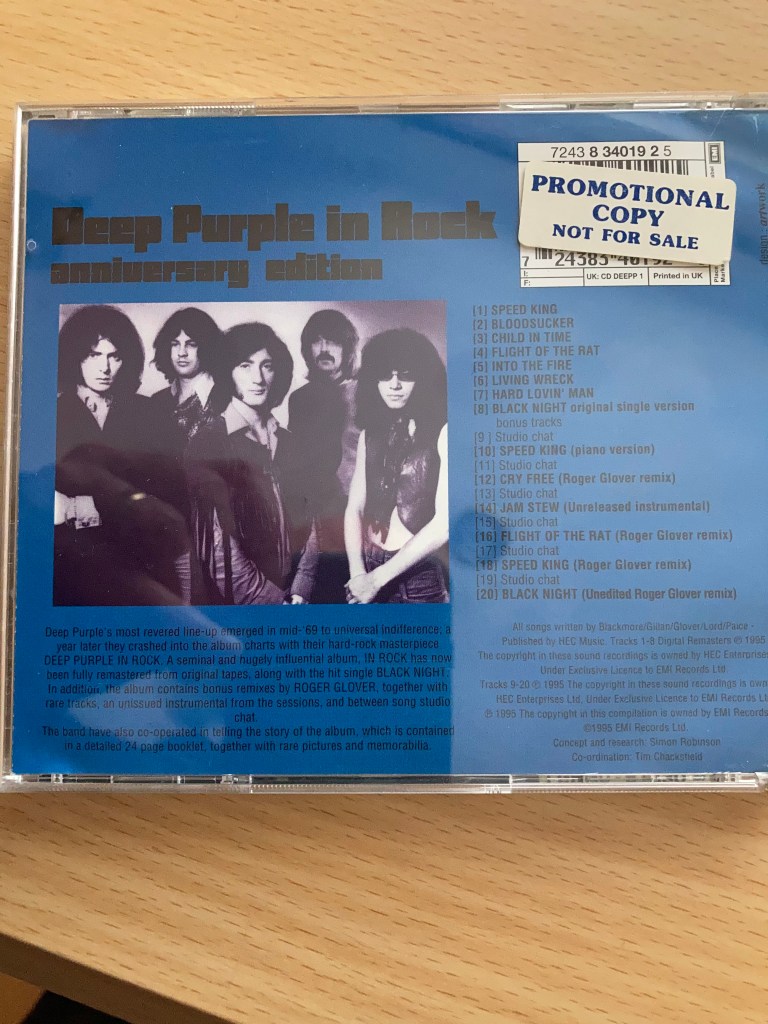 7243 8 34019 2 5
EMI
PROMOTIONAL
COPY
NOT FOR SALE
7
I:
F:
UK: CD DEEPP 1
Printed in UK
design artwork
Deep Purple in Rock
anniversary edition
[1] SPEED KING
[2] BLOODSUCKER
[3] CHILD IN TIME
[4] FLIGHT OF THE RAT
[5] INTO THE FIRE
[6] LIVING WRECK
[7] HARD LOVIN' MAN
[8] BLACK NIGHT original single version
bonus tracks
[9 ] Studio chat
[10] SPEED KING (piano version)
[11] Studio chat
[12] CRY FREE (Roger Glover remix)
[13] Studio chat
[14] JAM STEW (Unreleased instrumental)
[15] Studio chat
[16] FLIGHT OF THE RAT (Roger Glover remix)
[17] Studio chat
[18] SPEED KING (Roger Glover remix)
[19] Studio chat
[20] BLACK NIGHT (Unedited Roger Glover remix)
Deep Purple's most revered line-up emerged in mid-'69 to universal indifference; a
year later they crashed into the album charts with their hard-rock masterpiece
DEEP PURPLE IN ROCK. A seminal and hugely influential album, IN ROCK has now
been fully remastered from original tapes, along with the hit single BLACK NIGHT.
In addition, the album contains bonus remixes by ROGER GLOVER, together with
rare tracks, an unissued instrumental from the sessions, and between song studio
chat.
The band have also co-operated in telling the story of the album, which is contained
in a detailed 24 page booklet, together with rare pictures and memorabilia.
All songs written by Blackmore/Gillan/Glover/Lord/Paice -
Published by HEC Music. Tracks 1-8 Digital Remasters ℗ 1995
The copyright in these sound recordings is owned by HEC Enterprises
Under Exclusive Licence to EMI Records Ltd.
Tracks 9-20 ℗ 1995 The copyright in these sound recordings is owned by
HEC Enterprises Ltd, Under Exclusive Licence to EMI Records Lt
℗ 1995 The copyright in this compilation is owned by EMI Records
©1995 EMI Records Ltd.
Concept and research: Simon Robinson
Co-ordination: Tim Chacksfield